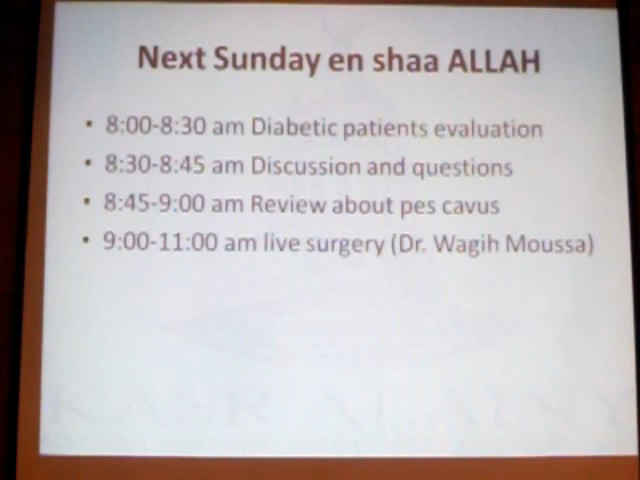 Next Sunday en shaa ALLAH
• 8:00-8:30 am Diabetic patients evaluation
• 8:30-8:45 am Discussion and questions
• 8:45-9:00 am Review about pes cavus
• 9:00-11:00 am live surgery (Dr. Wagih Moussa)
KASR ALAINY